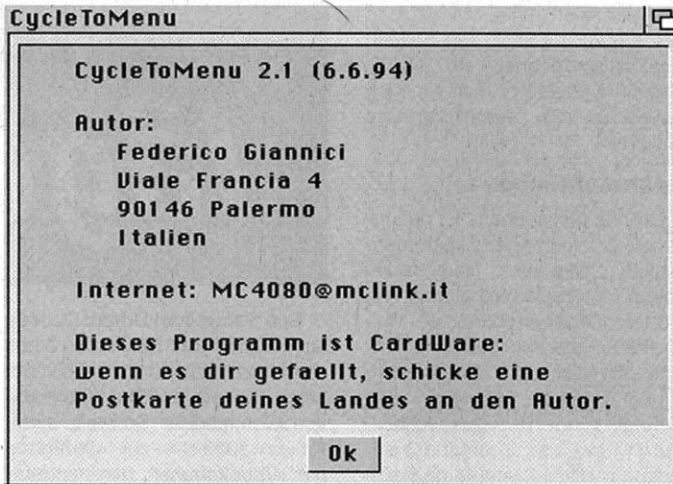 CycleToMenu
CycleToMenu 2.1 (6.6.94)
Autor:
Federico Giannici
Viale Francia 4
90146 Palermo
Italien
Internet: MC4080@mclink.it
Dieses Programm ist CardWare:
wenn es dir gefaellt, schicke eine
Postkarte deines Landes an den Autor.
Ok